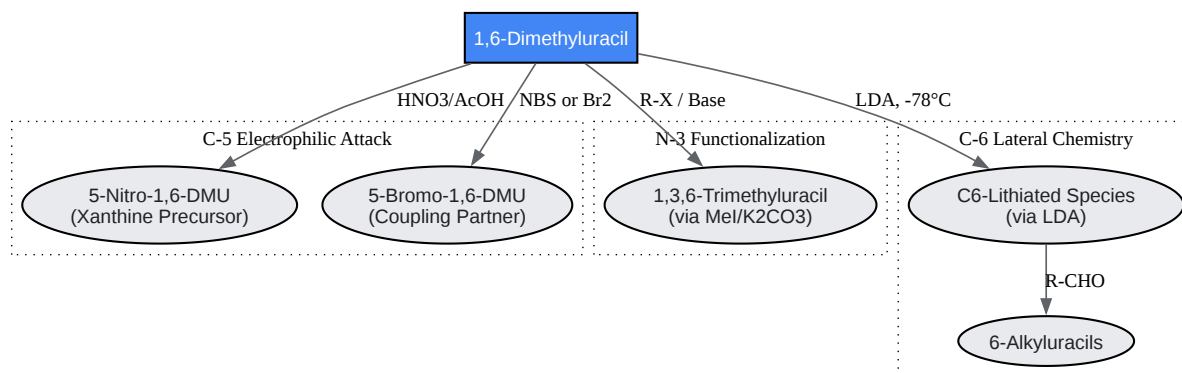 1,6-Dimethyluracil
HNO3/AcOH
NBS or Br2
R-X / Base
LDA, -78°C
C-5 Electrophilic Attack
N-3 Functionalization
C-6 Lateral Chemistry
5-Nitro-1,6-DMU
(Xanthine Precursor)
5-Bromo-1,6-DMU
(Coupling Partner)
1,3,6-Trimethyluracil
(via MeI/K2CO3)
C6-Lithiated Species
(via LDA)
R-CHO
6-Alkyluracils